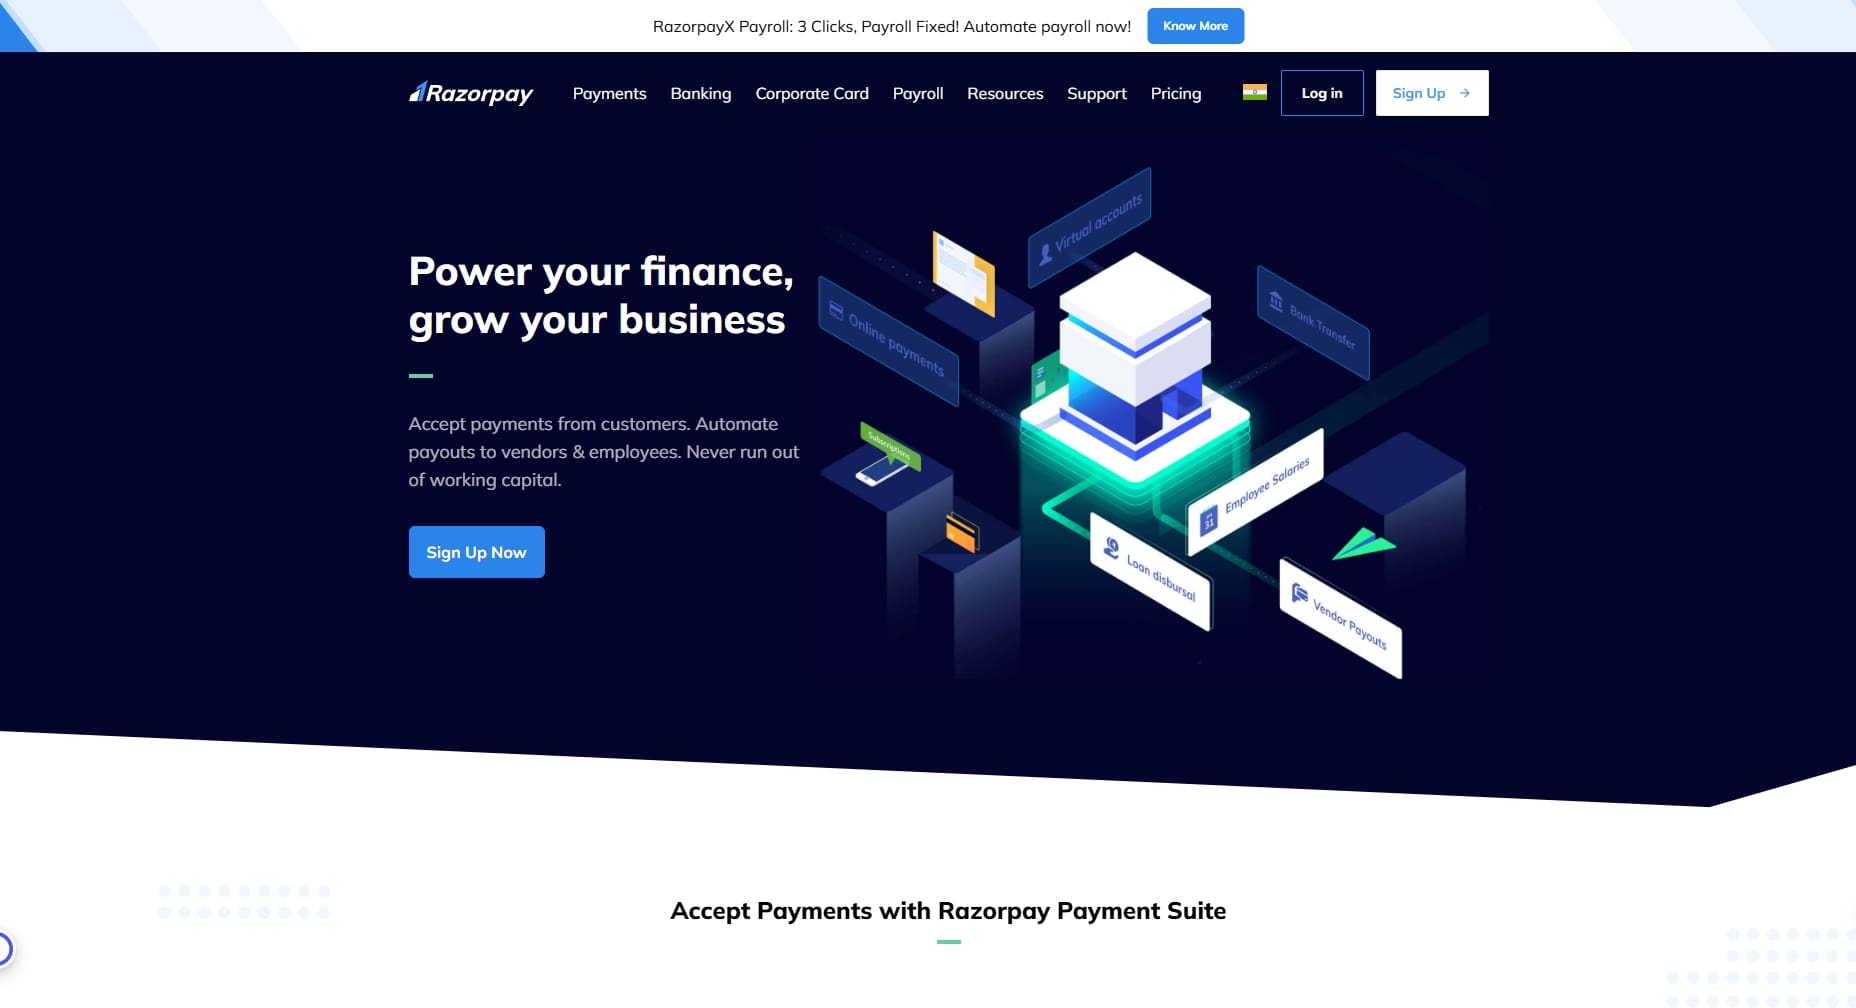 RazorpayX Payroll: 3 Clicks, Payroll Fixed! Automate payroll now!
Know More
Razorpay
Payments
Banking
Corporate Card
Payroll
Resources
Support
Pricing
Log in
Sign Up
Power your finance,
grow your business
Accept payments from customers. Automate
payouts to vendors & employees. Never run out
of working capital.
Sign Up Now
Virtual accounts
Online payments
Bank Transfer
Subscriptions
Employee Salaries
31
Loan disbursal
Vendor Payouts
Accept Payments with Razorpay Payment Suite